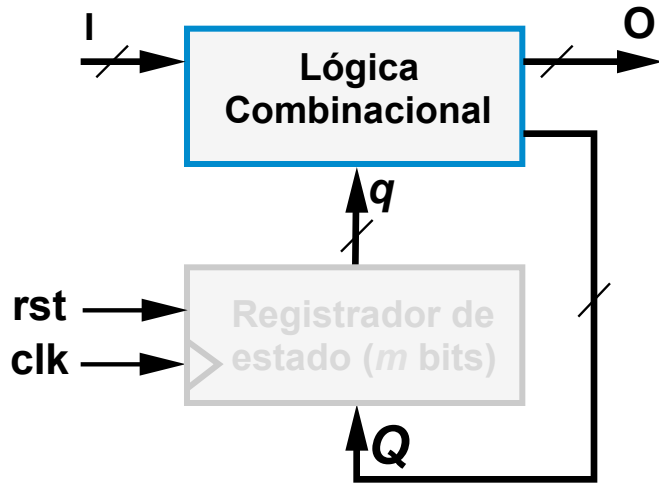 I
O
Lógica
Combinacional
q
rst
Registrador de
clk
estado (m bits)
Q